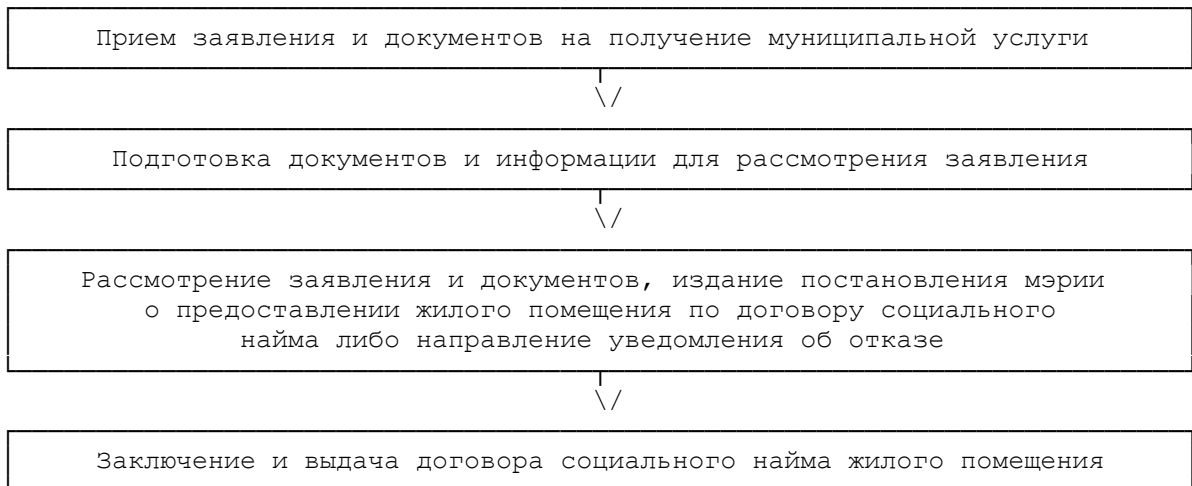 Прием заявления и документов на получение муниципальной услуги
Подготовка документов и информации для рассмотрения заявления
Рассмотрение заявления и документов, издание постановления мэрии
о предоставлении жилого помещения по договору социального
найма либо направление уведомления об отказе
Заключение и выдача договора социального найма жилого помещения